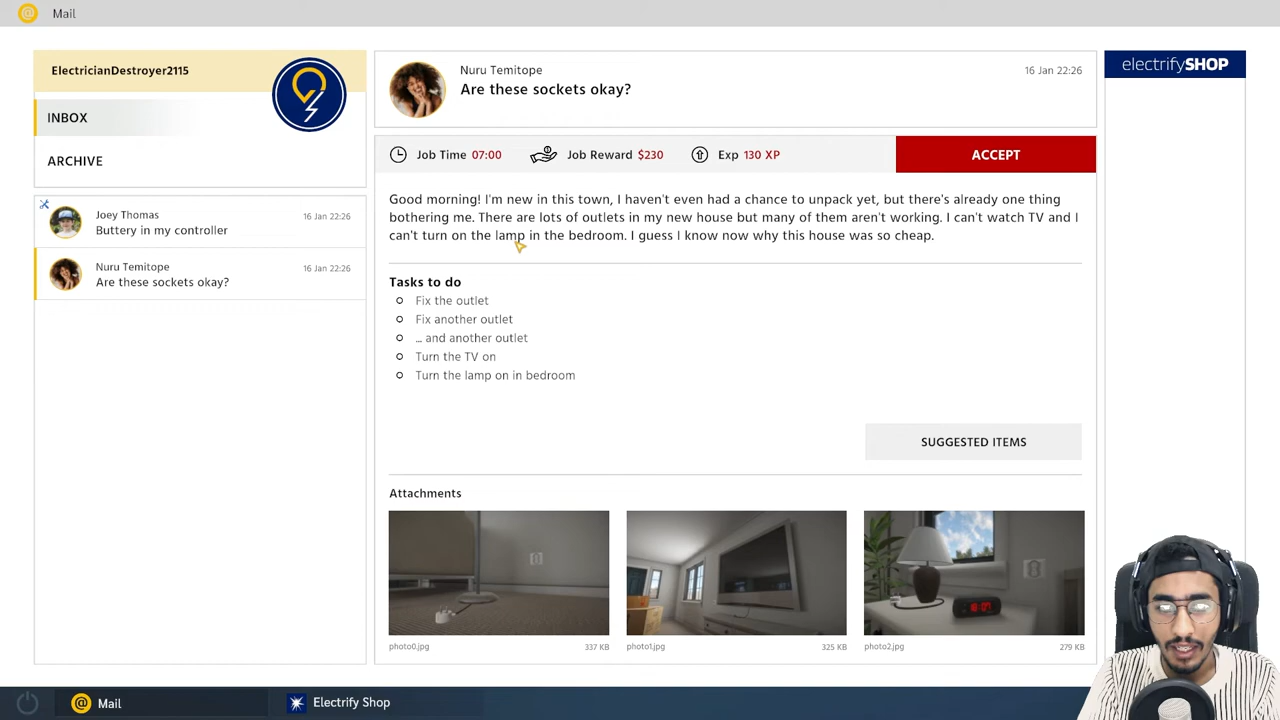 Mail
ElectricianDestroyer2115
INBOX
ARCHIVE
Joey Thomas
16 Jan 22:26
Buttery in my controller
Nuru Temitope
16 Jan 22:26
Are these sockets okay?
Nuru Temitope
16 Jan 22:26
Are these sockets okay?
Job Time 07:00
Job Reward $230
Exp 130 XP
ACCEPT
Good morning! I'm new in this town, I haven't even had a chance to unpack yet, but there's already one thing
bothering me. There are lots of outlets in my new house but many of them aren't working. I can't watch TV and I
can't turn on the lamp in the bedroom. I guess I know now why this house was so cheap.
Tasks to do
Fix the outlet
Fix another outlet
... and another outlet
Turn the TV on
Turn the lamp on in bedroom
SUGGESTED ITEMS
Attachments
photo0.jpg
337 KB
photo1.jpg
325 KB
photo2.jpg
279 KB
electrifySHOP
Mail
Electrify Shop